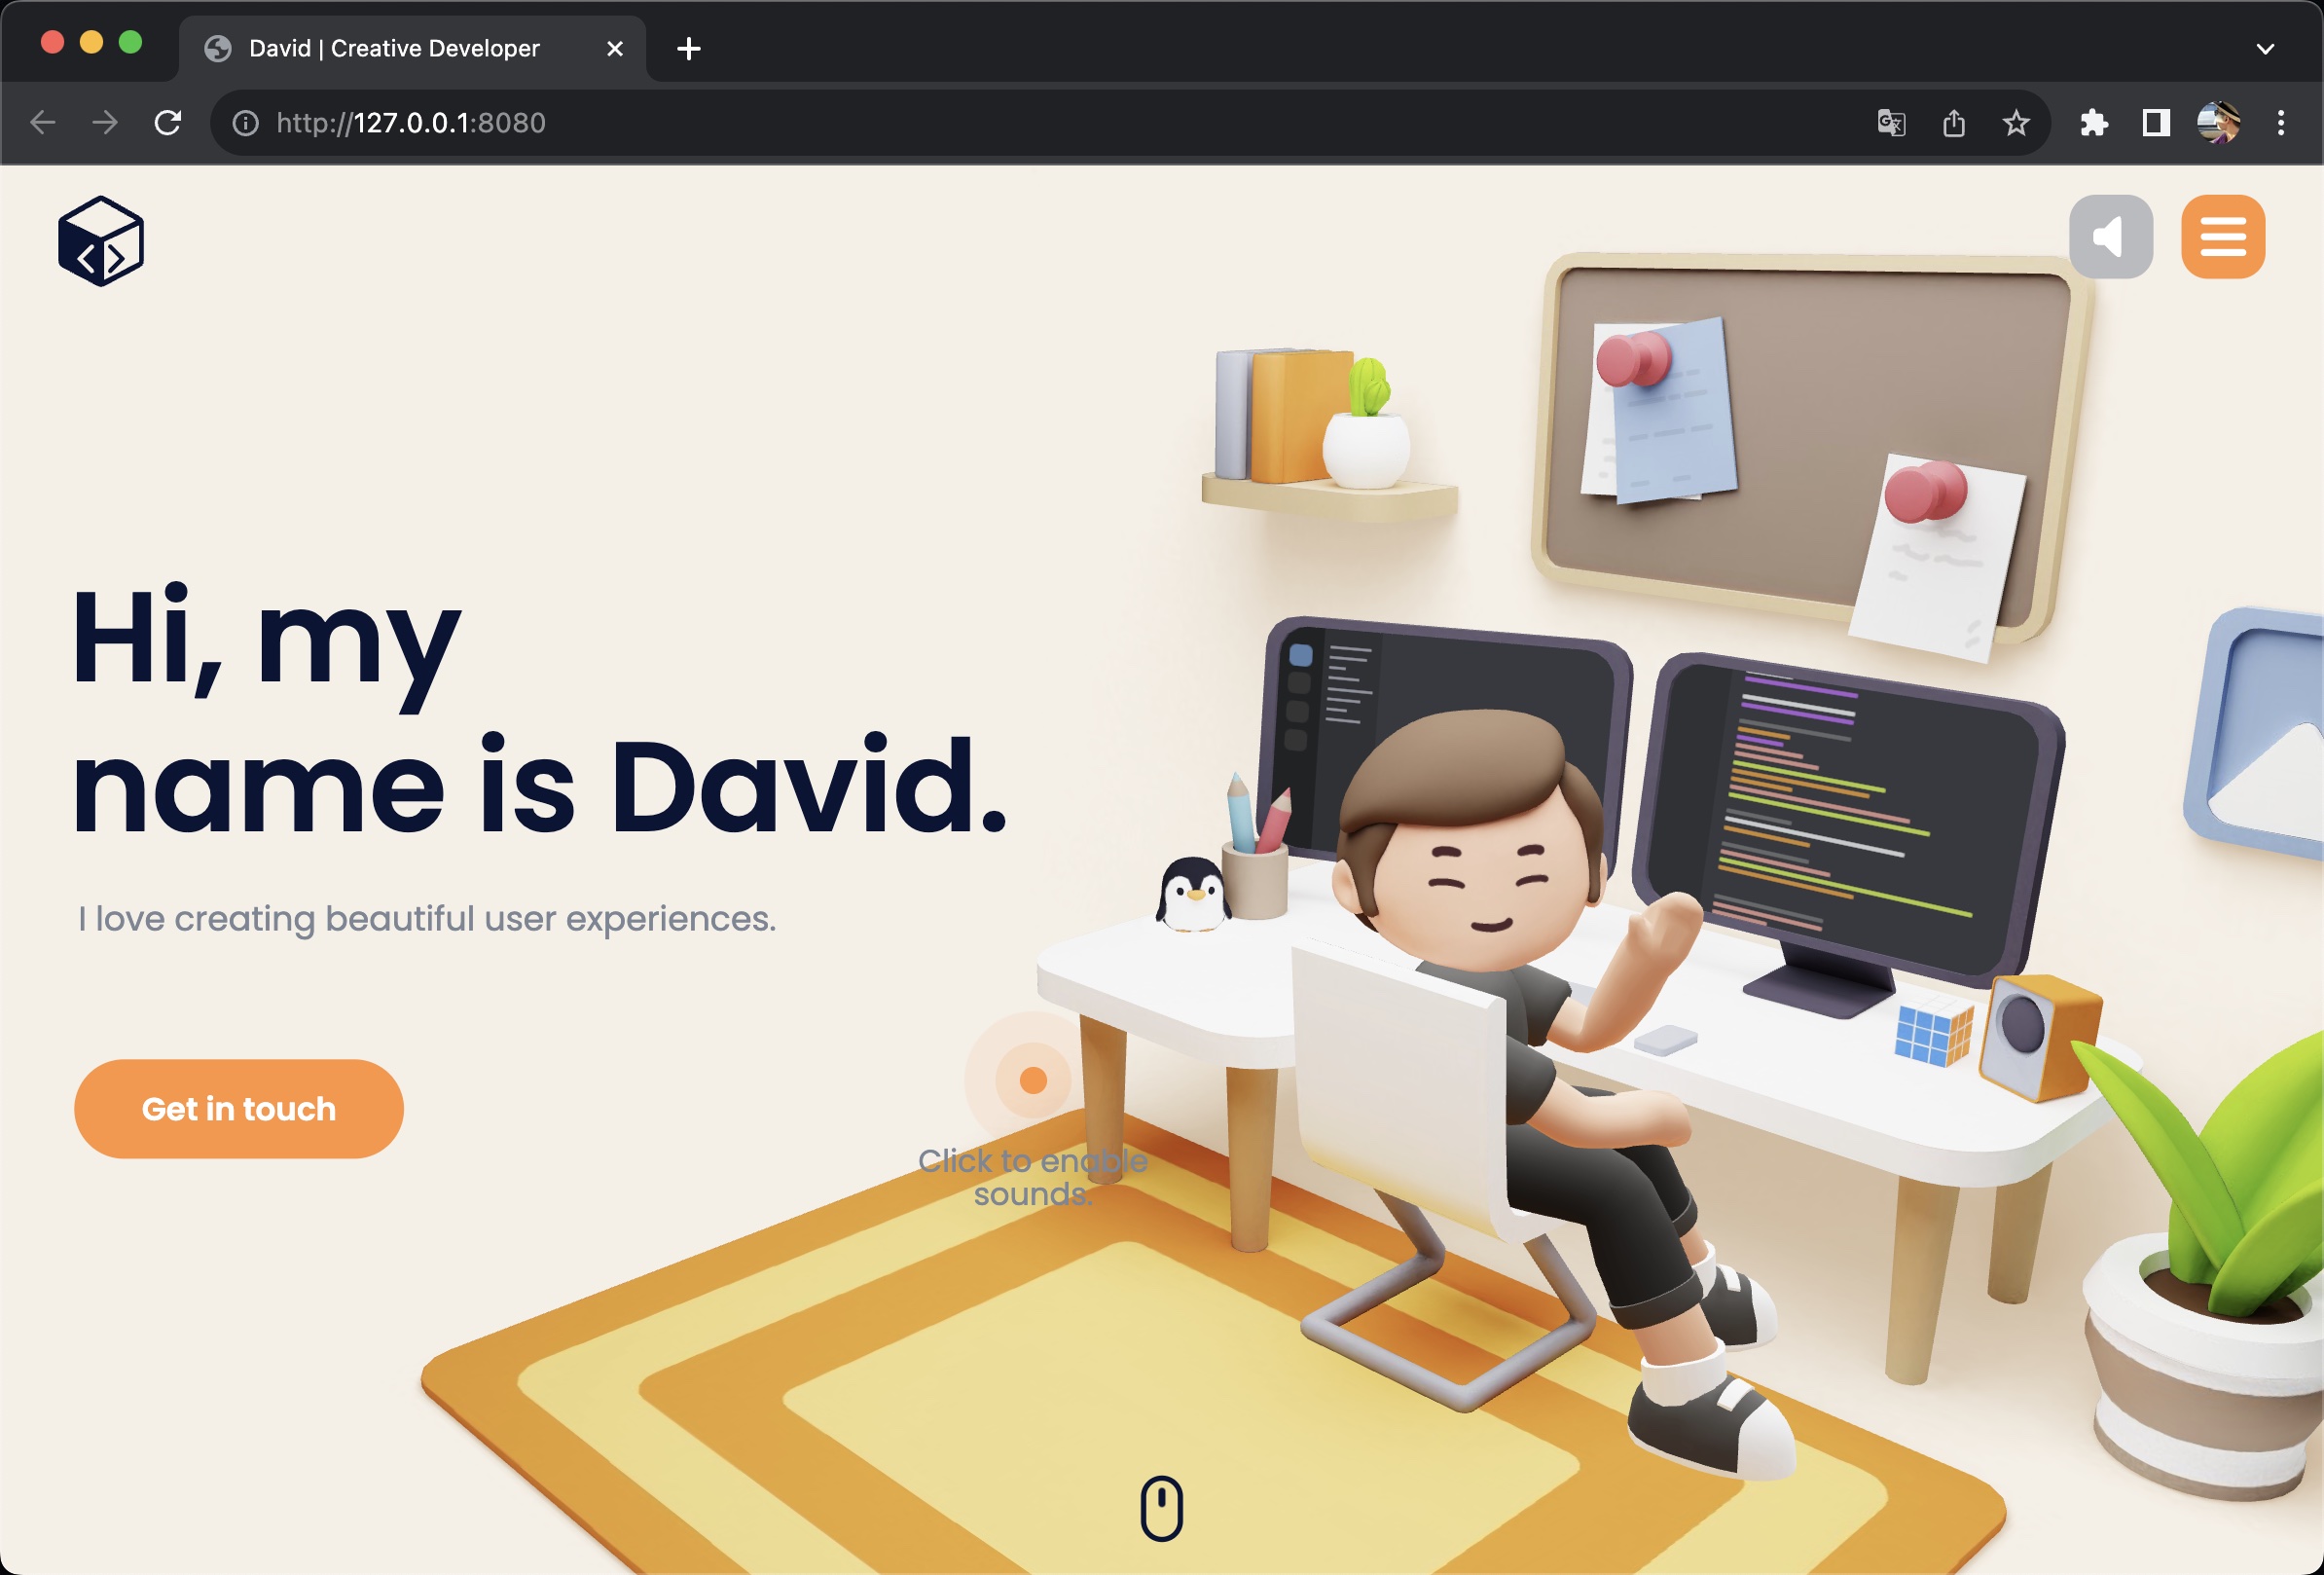 David | Creative Developer
http://127.0.0.1:8080
Hi, my
name is David.
I love creating beautiful user experiences.
Get in touch
Click to enable
sounds.